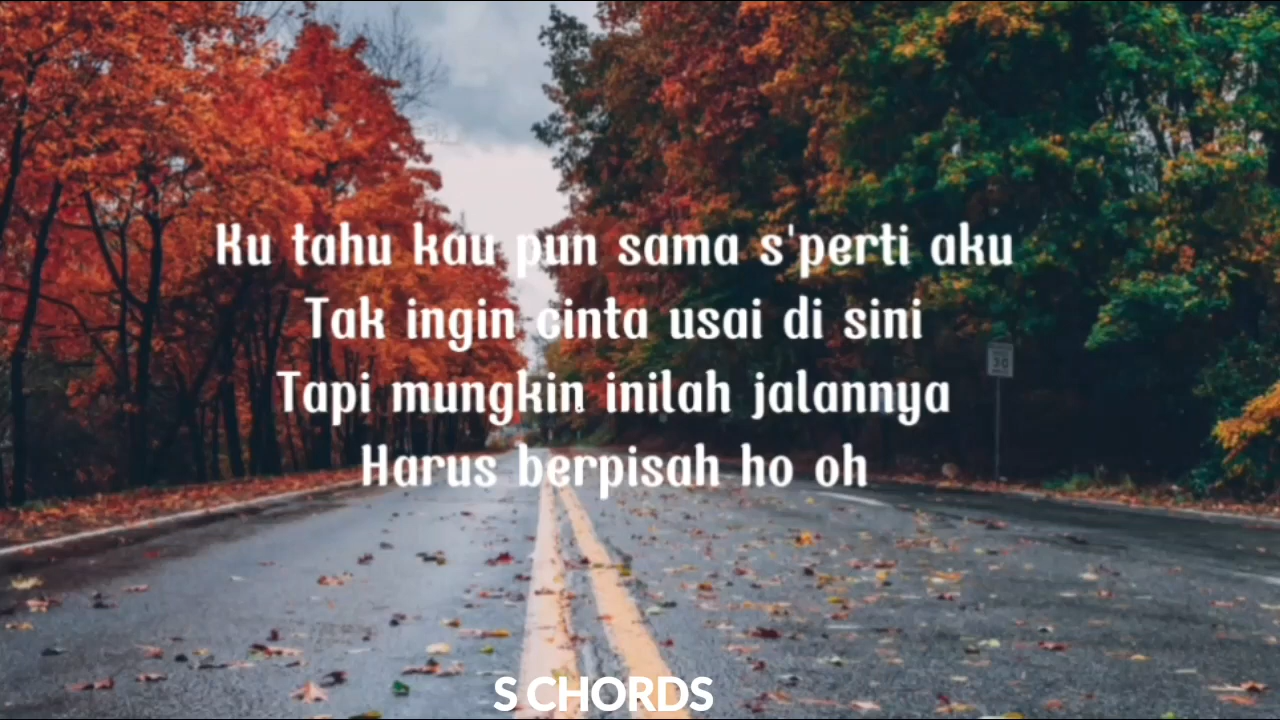 Ku tahu kau pun sama s'perti aku
Tak ingin cinta usai di sini
Tapi mungkin inilah jalannya
Harus berpisah ho oh
30
S CHORDS